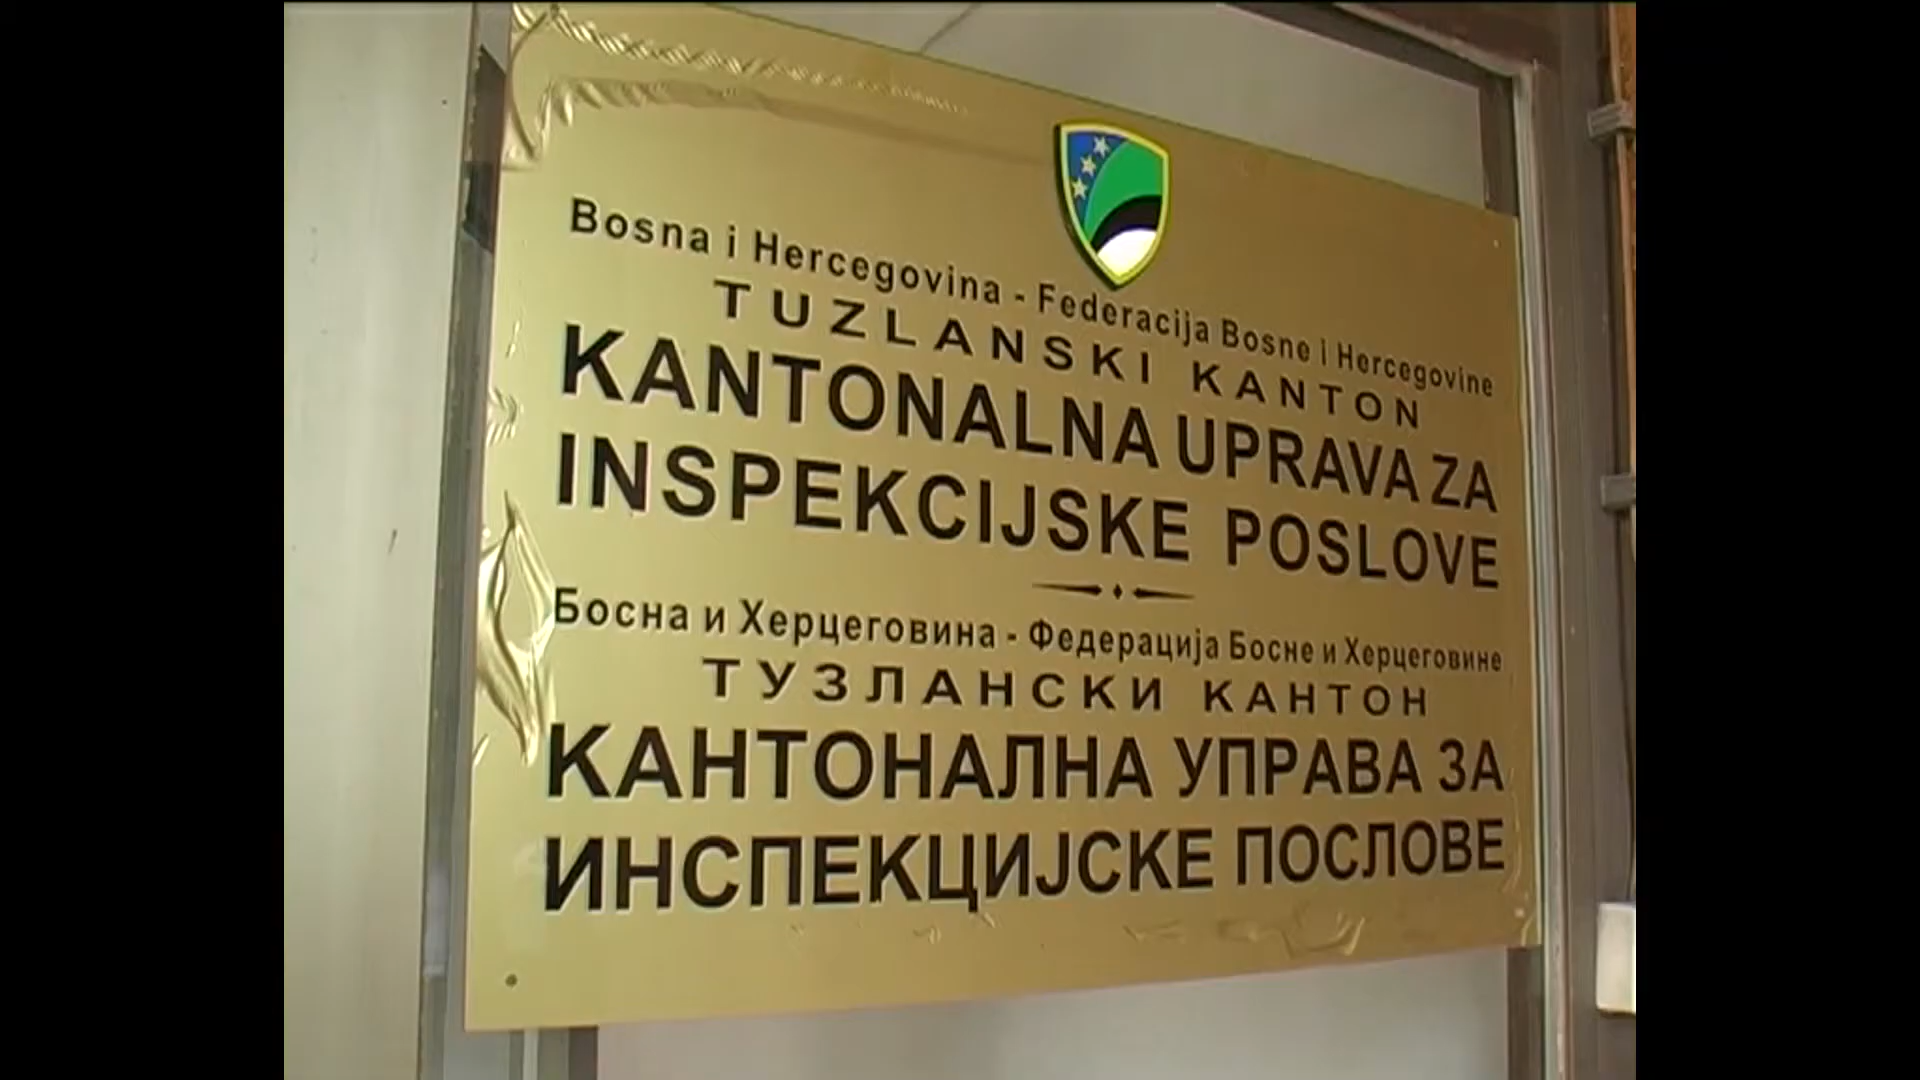 Bosna i Hercegovina - Federacija Bosne i Hercegovine
TUZLANSKI KANTON
KANTONALNA UPRAVA ZA
INSPEKCIJSKE POSLOVE
Босна и Херцеговина - Федерација Босне и Херцеговине
ТУЗЛАНСКИ КАНТОН
КАНТОНАЛНА УПРАВА ЗА
ИНСПЕКЦИЈСКЕ ПОСЛОВЕ